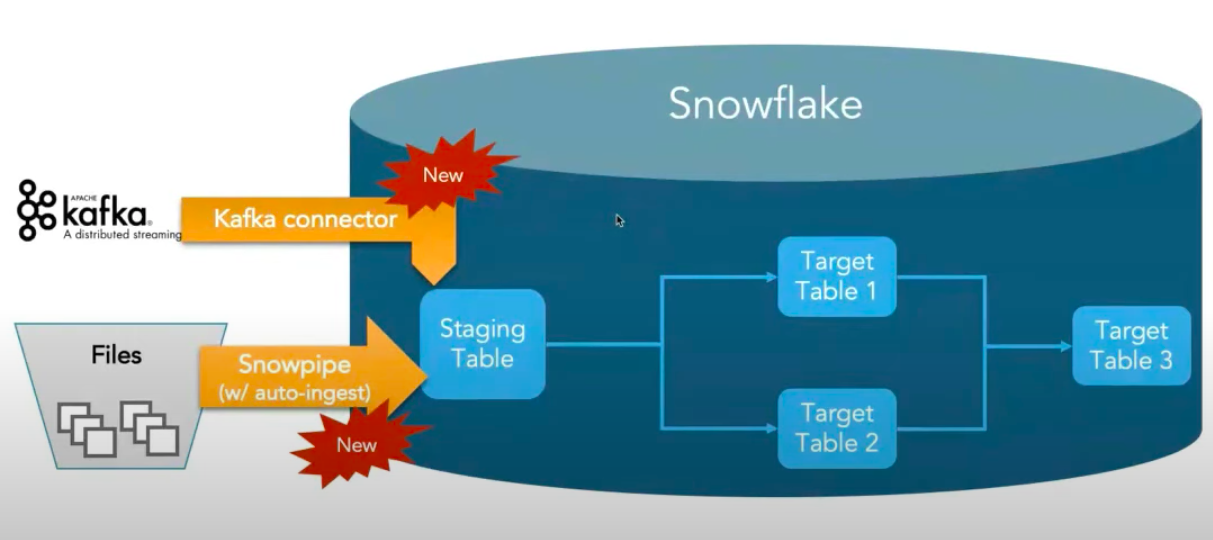 Snowflake
New
APACHE
kafka®
A distributed streaming
Kafka connector
Files
Snowpipe
(w/ auto-ingest)
New
Staging
Table
Target
Table 1
Target
Table 2
Target
Table 3